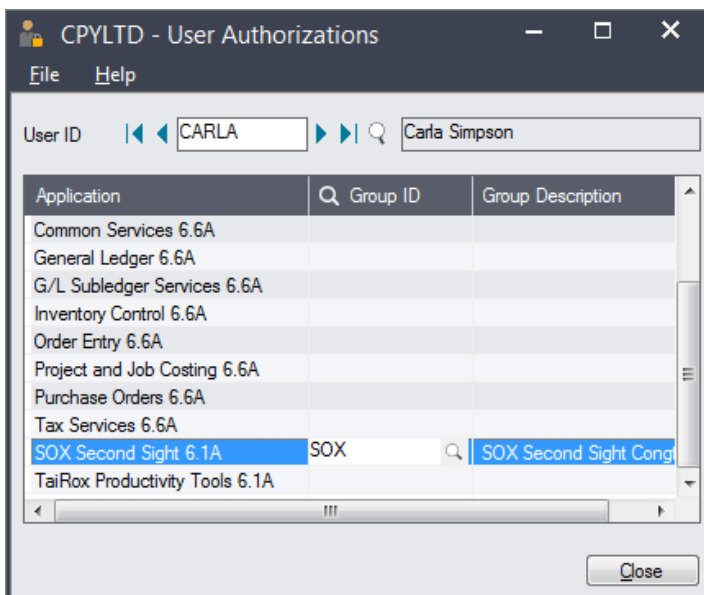 CPYLTD - User Authorizations
File Help
User ID CARLA Carla Simpson
Application Group ID Group Description
Common Services 6.6A
General Ledger 6.6A
G/L Subledger Services 6.6A
Inventory Control 6.6A
Order Entry 6.6A
Project and Job Costing 6.6A
Purchase Orders 6.6A
Tax Services 6.6A
SOX Second Sight 6.1A SOX SOX Second Sight Congf
TaiRox Productivity Tools 6.1A
Close